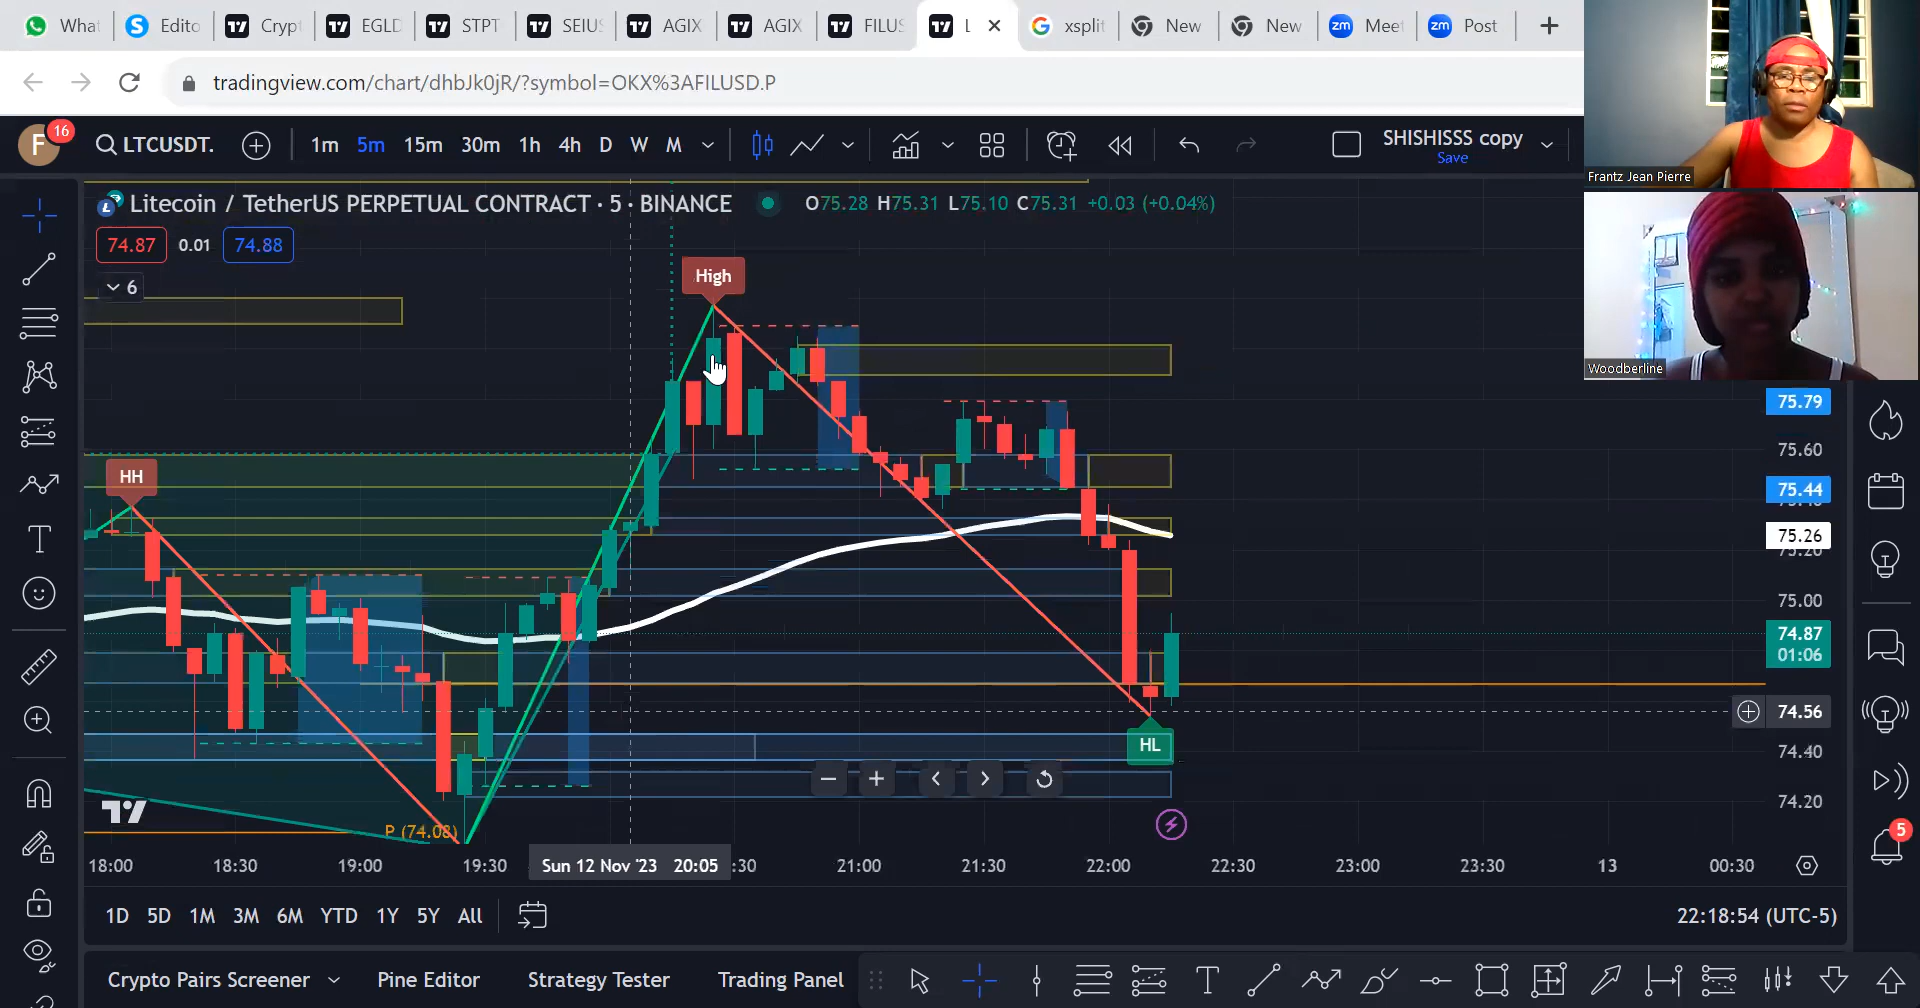 What Edito Crypt EGLD STPT SEIUS AGIX AGIX FILUS L xsplit New New zm Meet zm Post
tradingview.com/chart/dhbJk0jR/?symbol=OKX%3AFILUSD.P
F 16 LTCUSDT. 1m 5m 15m 30m 1h 4h D W M SHISHISSS copy
Save
Frantz Jean Pierre
Litecoin / TetherUS PERPETUAL CONTRACT · 5 · BINANCE O75.28 H75.31 L75.10 C75.31 +0.03 (+0.04%)
74.87 0.01 74.88
6
High
Woodberline
75.79
75.60
HH
75.44
75.26
75.20
75.00
74.87
01:06
74.56
HL
74.40
74.20
P (74.08)
18:00 18:30 19:00 19:30 Sun 12 Nov '23 20:05 :30 21:00 21:30 22:00 22:30 23:00 23:30 13 00:30
5
1D 5D 1M 3M 6M YTD 1Y 5Y All 22:18:54 (UTC-5)
Crypto Pairs Screener Pine Editor Strategy Tester Trading Panel